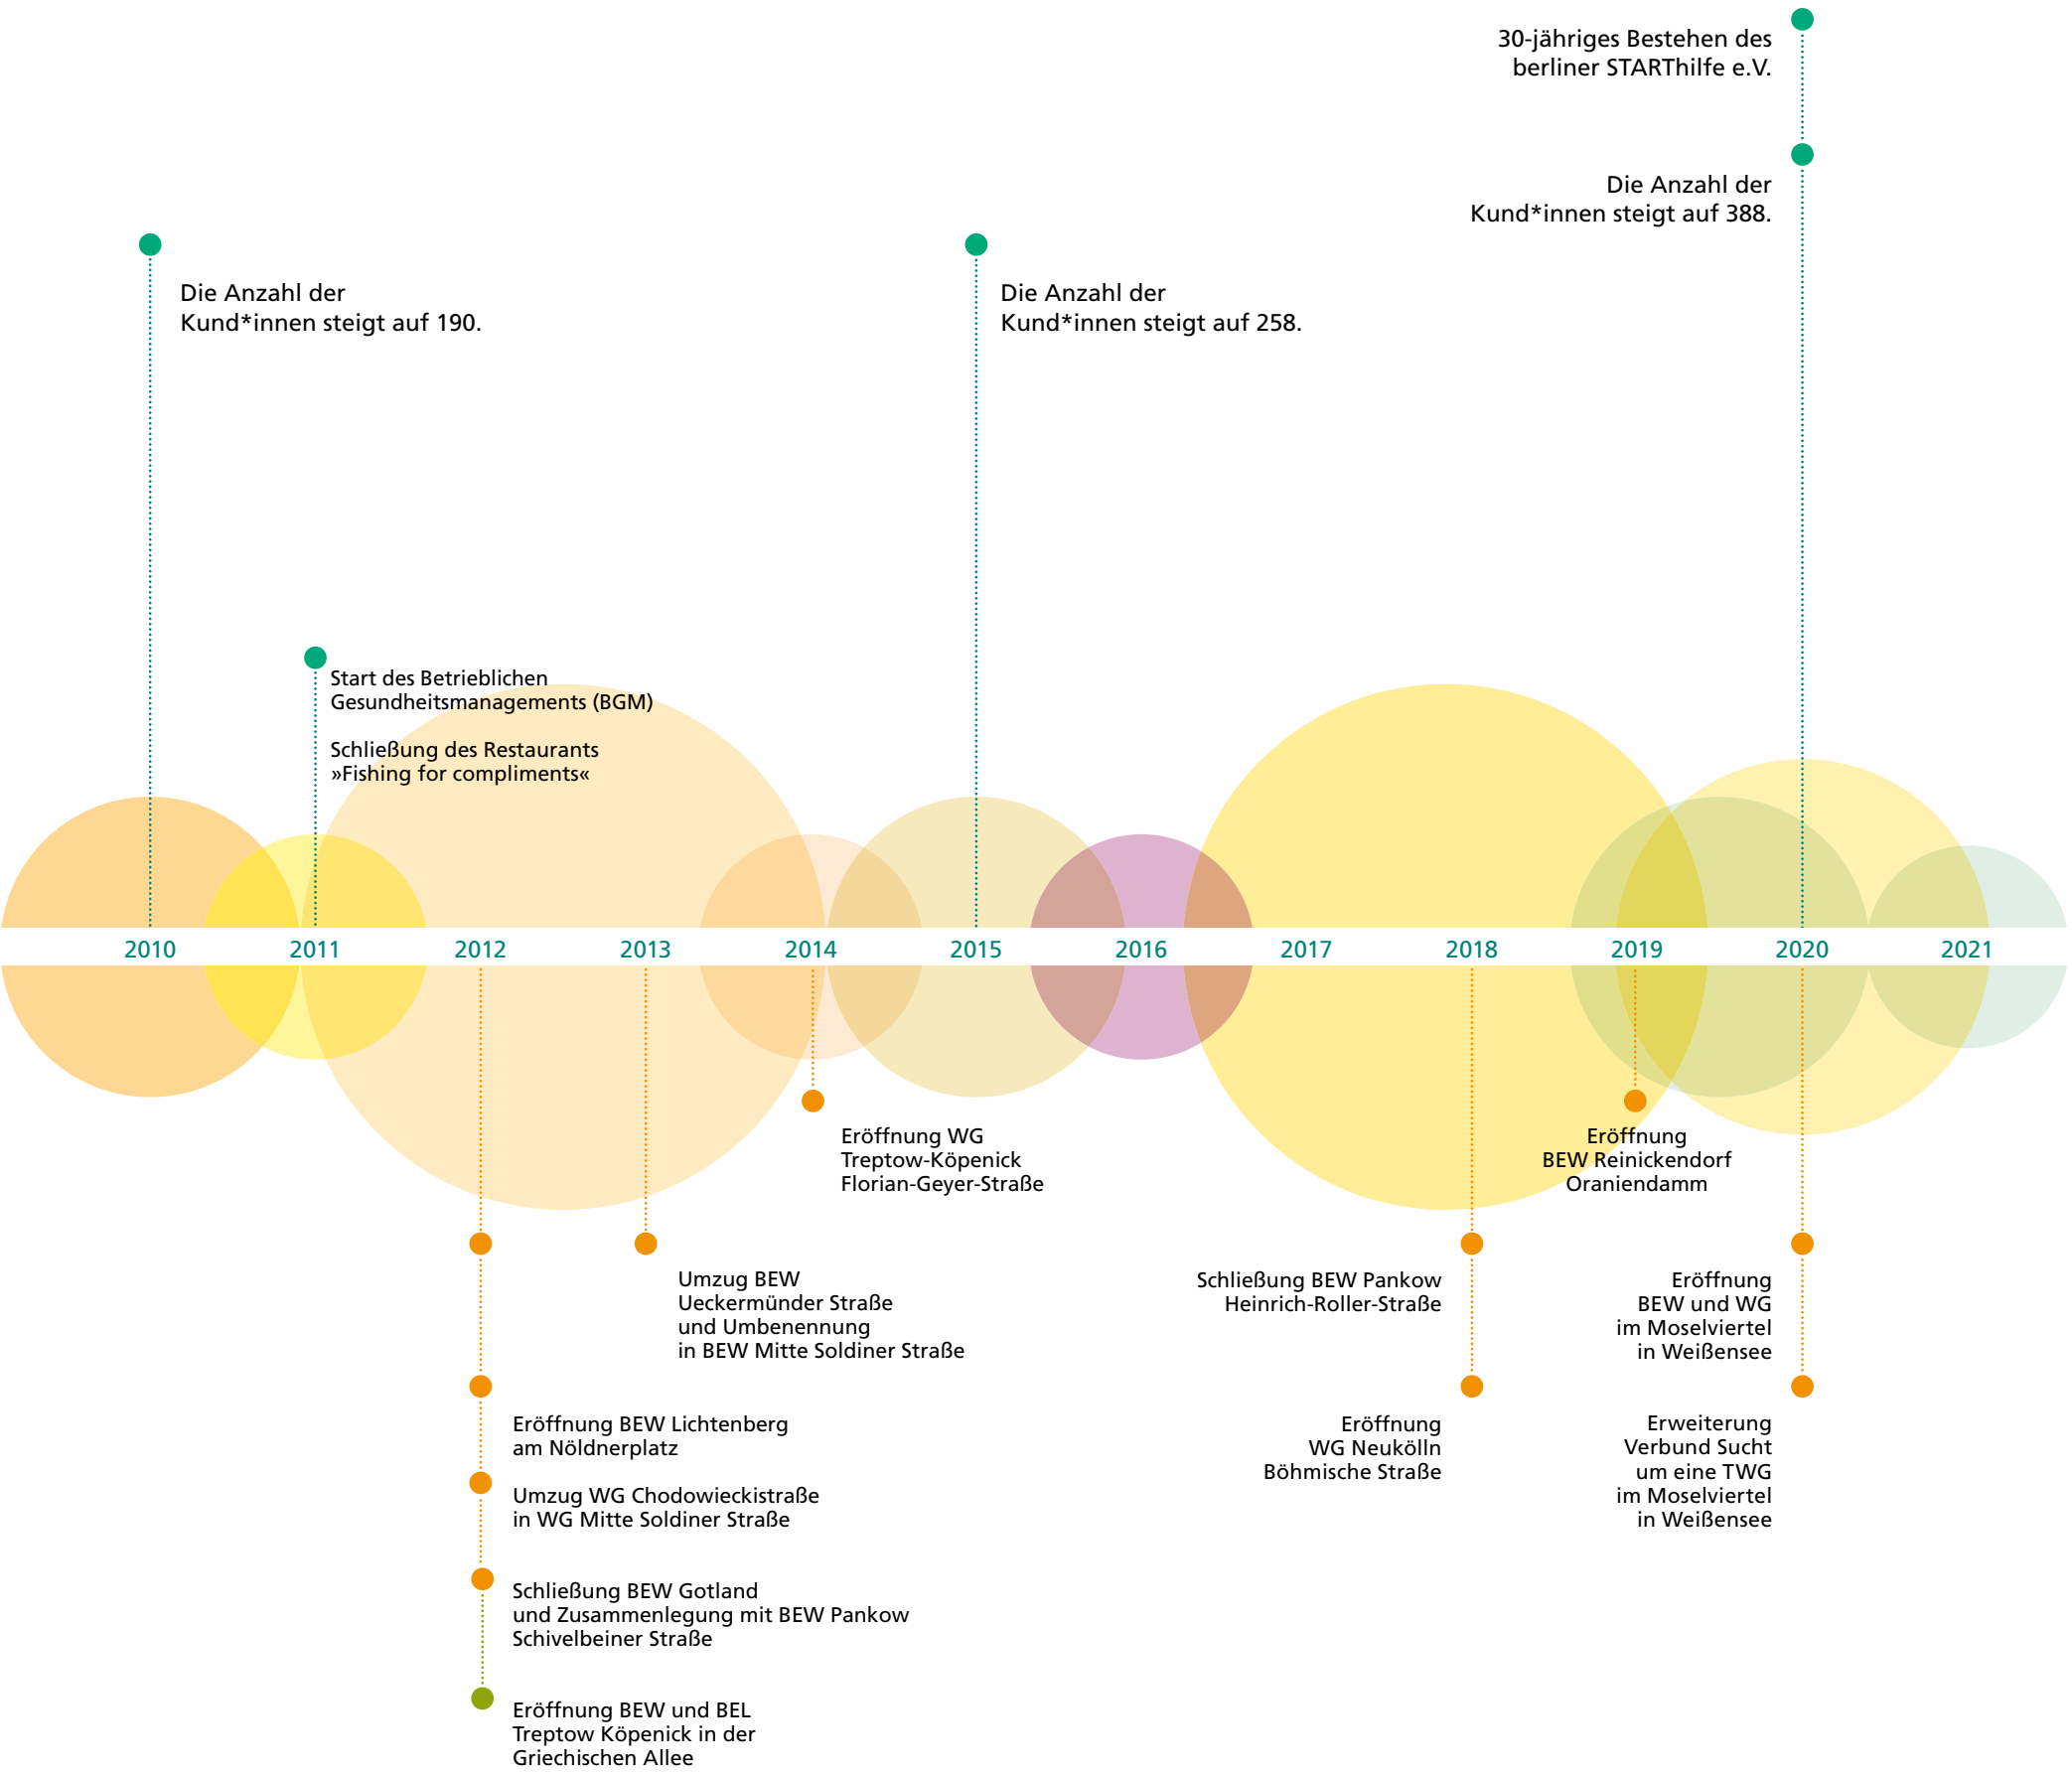 30-jähriges Bestehen des
berliner STARThilfe e.V.
Die Anzahl der
Kund*innen steigt auf 388.
Die Anzahl der
Kund*innen steigt auf 190.
Die Anzahl der
Kund*innen steigt auf 258.
Start des Betrieblichen
Gesundheitsmanagements (BGM)
Schließung des Restaurants
»Fishing for compliments«
2010 2011 2012 2013 2014 2015 2016 2017 2018 2019 2020 2021
Eröffnung WG
Treptow-Köpenick
Florian-Geyer-Straße
Eröffnung
BEW Reinickendorf
Oraniendamm
Umzug BEW
Ueckermünder Straße
und Umbenennung
in BEW Mitte Soldiner Straße
Schließung BEW Pankow
Heinrich-Roller-Straße
Eröffnung
BEW und WG
im Moselviertel
in Weißensee
Eröffnung BEW Lichtenberg
am Nöldnerplatz
Umzug WG Chodowieckistraße
in WG Mitte Soldiner Straße
Schließung BEW Gotland
und Zusammenlegung mit BEW Pankow
Schivelbeiner Straße
Eröffnung BEW und BEL
Treptow Köpenick in der
Griechischen Allee
Eröffnung
WG Neukölln
Böhmische Straße
Erweiterung
Verbund Sucht
um eine TWG
im Moselviertel
in Weißensee